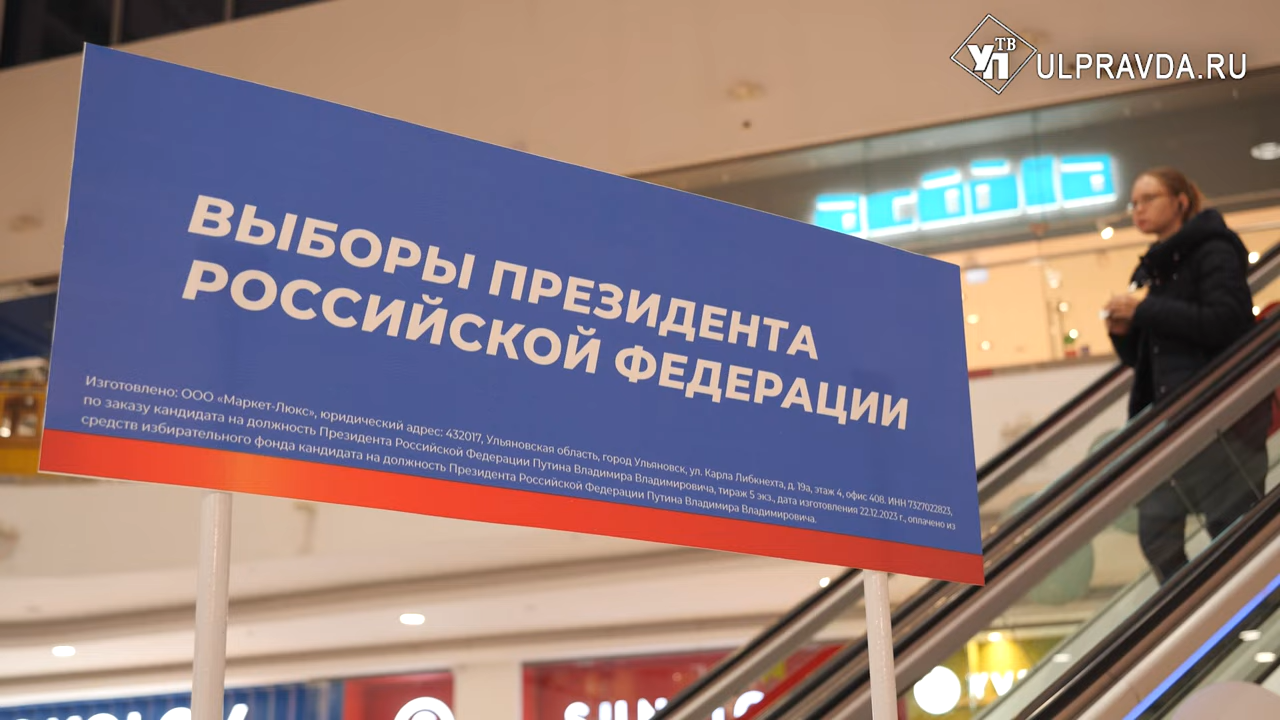 УП ТВ ULPRAVDA.RU
ВЫБОРЫ ПРЕЗИДЕНТА
РОССИЙСКОЙ ФЕДЕРАЦИИ
Изготовлено: ООО «Маркет-Люкс», юридический адрес: 432017, Ульяновская область, город Ульяновск, ул. Карла Либкнехта, д. 19а, этаж 4, офис 408. ИНН 7327022823,
по заказу кандидата на должность Президента Российской Федерации Путина Владимира Владимировича, тираж 5 экз., дата изготовления 22.12.2023 г., оплачено из
средств избирательного фонда кандидата на должность Президента Российской Федерации Путина Владимира Владимировича.